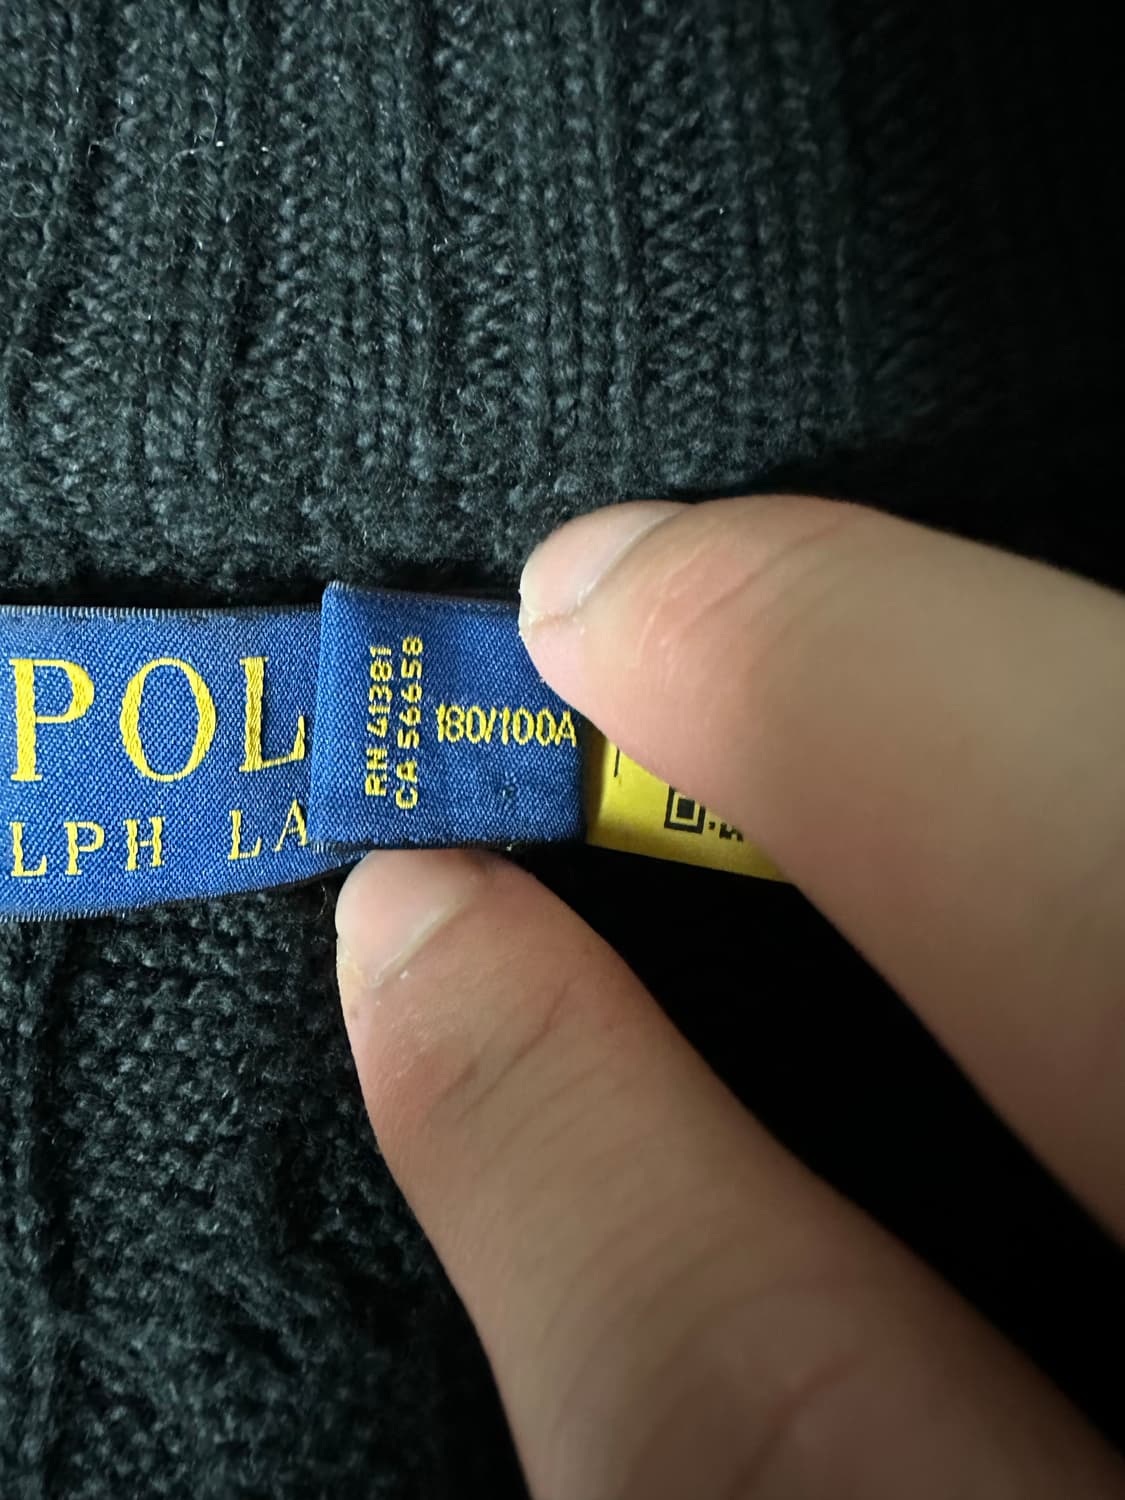 POL
LPH LA
RN 41381
CA 56658
180/100A